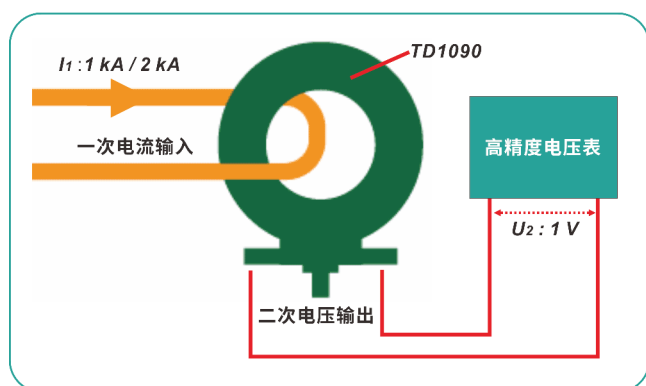 I₁ : 1 kA / 2 kA
TD1090
一次电流输入
高精度电压表
U₂ : 1 V
二次电压输出